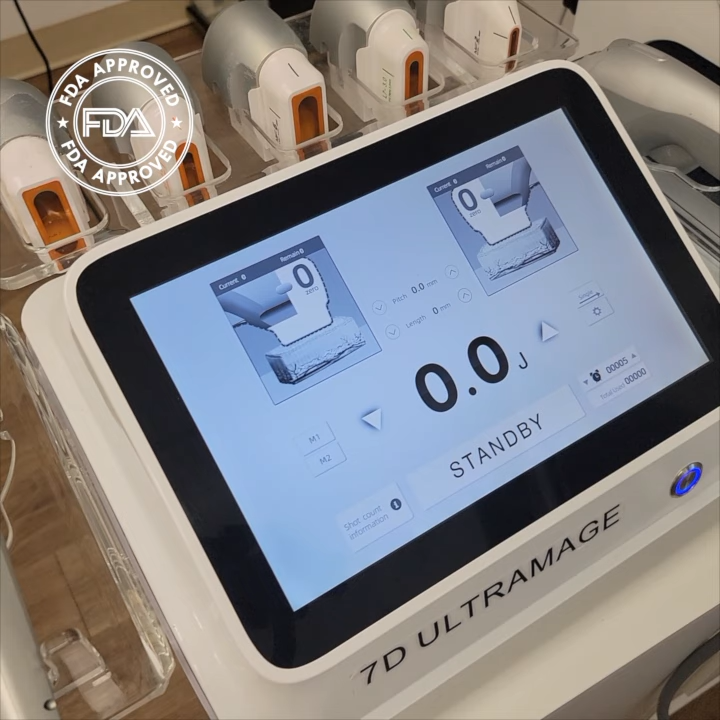 FDA APPROVED
FDA
FDA APPROVED
Current 0 Remain 0
0
zero
Current 0 Remain 0
0
zero
Pitch 0.0 mm
Length 0 mm
Single
0.0 J
00005
Total count 00000
M1
M2
STANDBY
Shot count
information
7D ULTRAMAGE